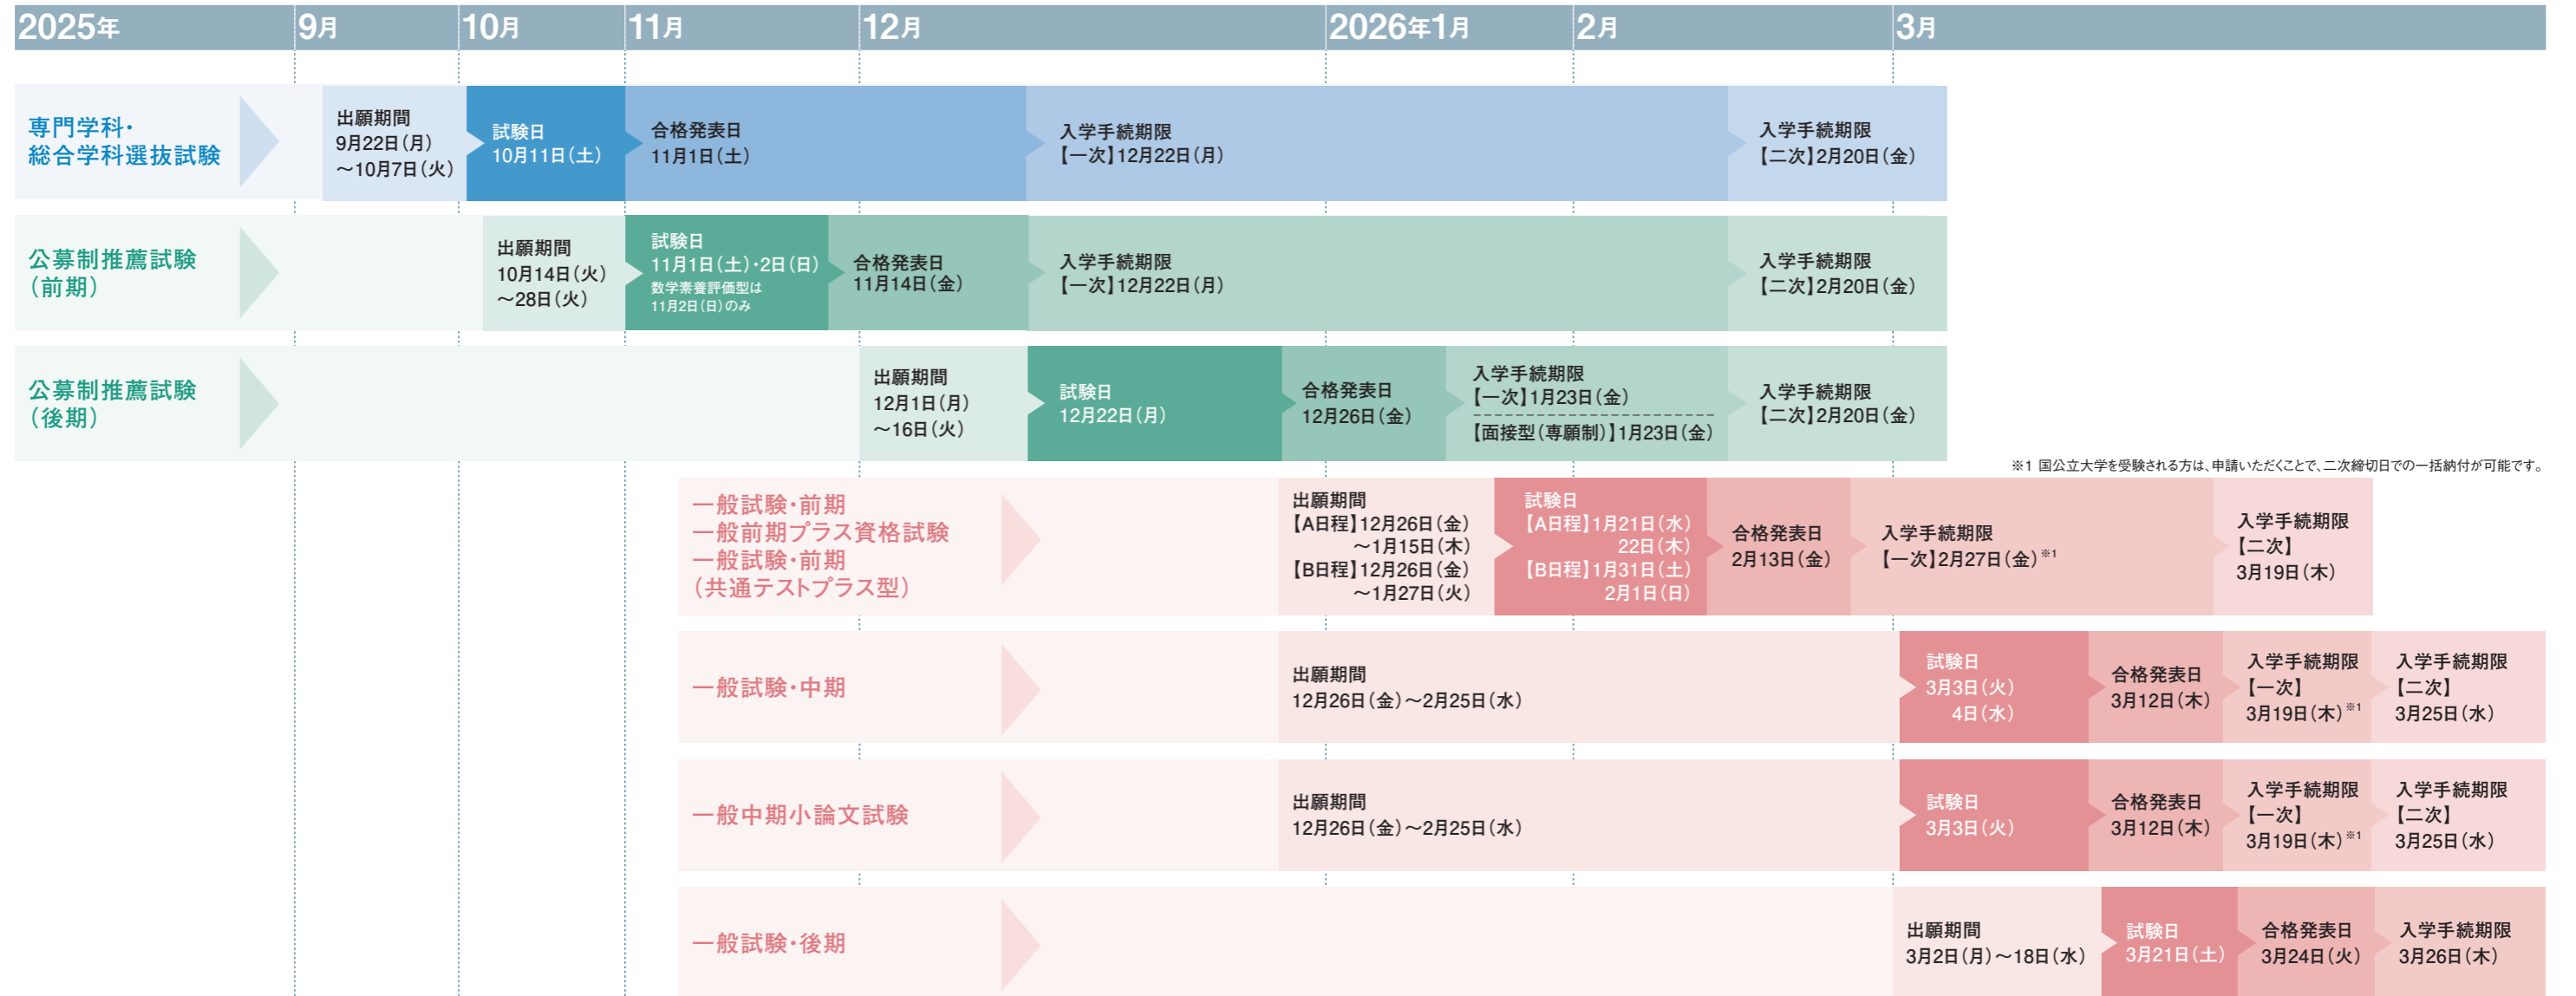 2025年 9月 10月 11月 12月 2026年1月 2月 3月
専門学科・
総合学科選抜試験
出願期間
9月22日(月)
～10月7日(火)
試験日
10月11日(土)
合格発表日
11月1日(土)
入学手続期限
【一次】12月22日(月)
入学手続期限
【二次】2月20日(金)
公募制推薦試験
(前期)
出願期間
10月14日(火)
～28日(火)
試験日
11月1日(土)・2日(日)
数学素養評価型は
11月2日(日)のみ
合格発表日
11月14日(金)
入学手続期限
【一次】12月22日(月)
入学手続期限
【二次】2月20日(金)
公募制推薦試験
(後期)
出願期間
12月1日(月)
～16日(火)
試験日
12月22日(月)
合格発表日
12月26日(金)
入学手続期限
【一次】1月23日(金)
【面接型(専願制)】1月23日(金)
入学手続期限
【二次】2月20日(金)
※1 国公立大学を受験される方は、申請いただくことで、二次締切日での一括納付が可能です。
一般試験・前期
一般前期プラス資格試験
一般試験・前期
(共通テストプラス型)
出願期間
【A日程】12月26日(金)
～1月15日(木)
【B日程】12月26日(金)
～1月27日(火)
試験日
【A日程】1月21日(水)
22日(木)
【B日程】1月31日(土)
2月1日(日)
合格発表日
2月13日(金)
入学手続期限
【一次】2月27日(金)※1
入学手続期限
【二次】
3月19日(木)
一般試験・中期
出願期間
12月26日(金)～2月25日(水)
試験日
3月3日(火)
4日(水)
合格発表日
3月12日(木)
入学手続期限
【一次】
3月19日(木)※1
入学手続期限
【二次】
3月25日(水)
一般中期小論文試験
出願期間
12月26日(金)～2月25日(水)
試験日
3月3日(火)
合格発表日
3月12日(木)
入学手続期限
【一次】
3月19日(木)※1
入学手続期限
【二次】
3月25日(水)
一般試験・後期
出願期間
3月2日(月)～18日(水)
試験日
3月21日(土)
合格発表日
3月24日(火)
入学手続期限
3月26日(木)